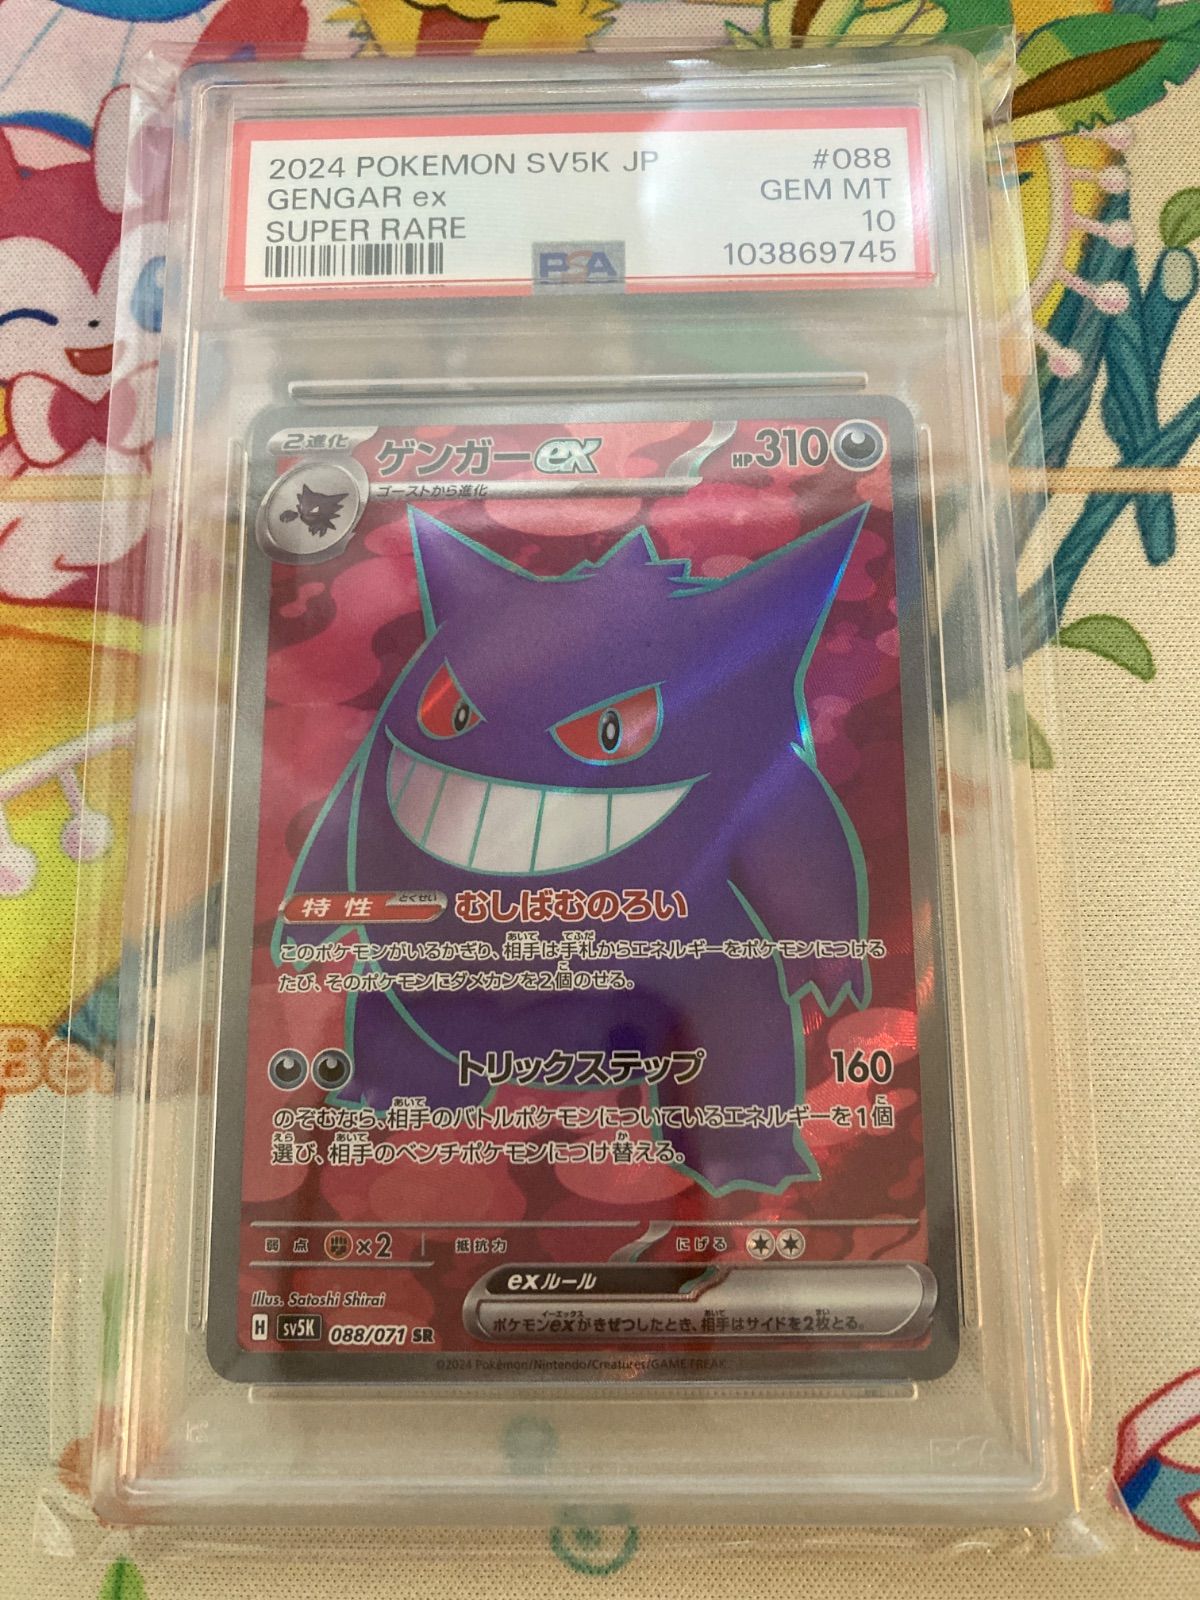 2024 POKEMON SV5K JP #088
GENGAR ex GEM MT
SUPER RARE 10
PSA 103869745
2進化 ゲンガーex HP310
ゴーストから進化
特性 とくせい むしばむのろい
このポケモンがいるかぎり、相手は手札からエネルギーをポケモンにつける
たび、そのポケモンにダメカンを2個のせる。
トリックステップ 160
のぞむなら、相手のバトルポケモンについているエネルギーを1個
選び、相手のベンチポケモンにつけ替える。
弱点 ×2 抵抗力 にげる
exルール
ポケモンexがきぜつしたとき、相手はサイドを2枚とる。
Illus. Satoshi Shirai
H SV5K 088/071 SR
©2024 Pokémon/Nintendo/Creatures/GAME FREAK